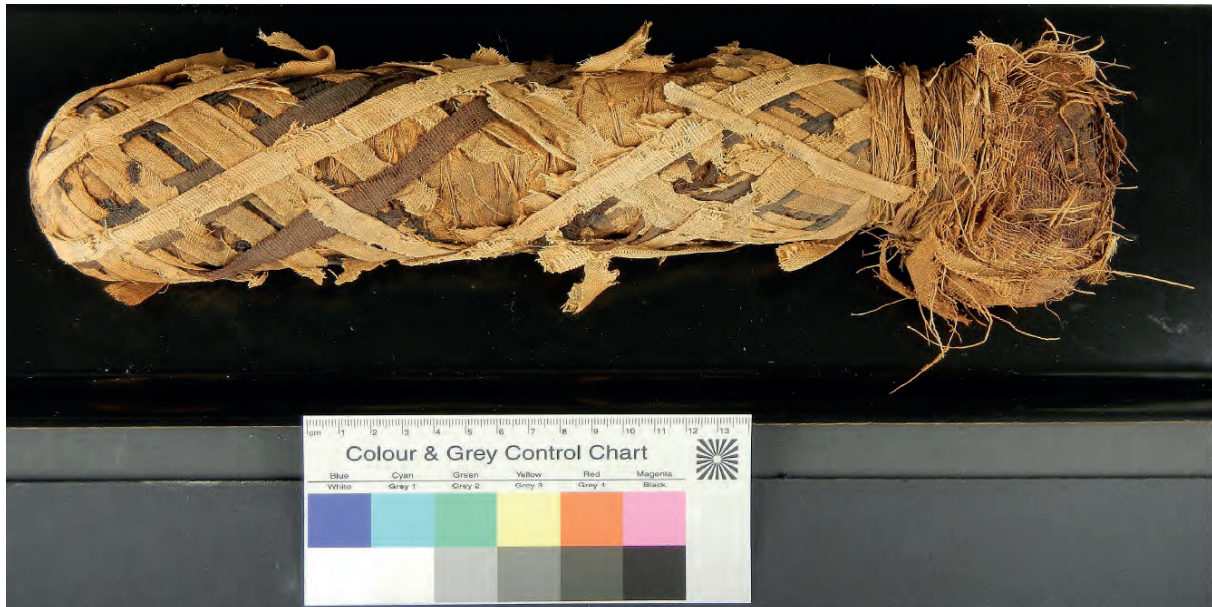 cm 1 2 3 4 5 6 7 8 9 10 11 12 13
Colour & Grey Control Chart
Blue Cyan Green Yellow Red Magenta
White Grey 1 Grey 2 Grey 3 Grey 4 Black